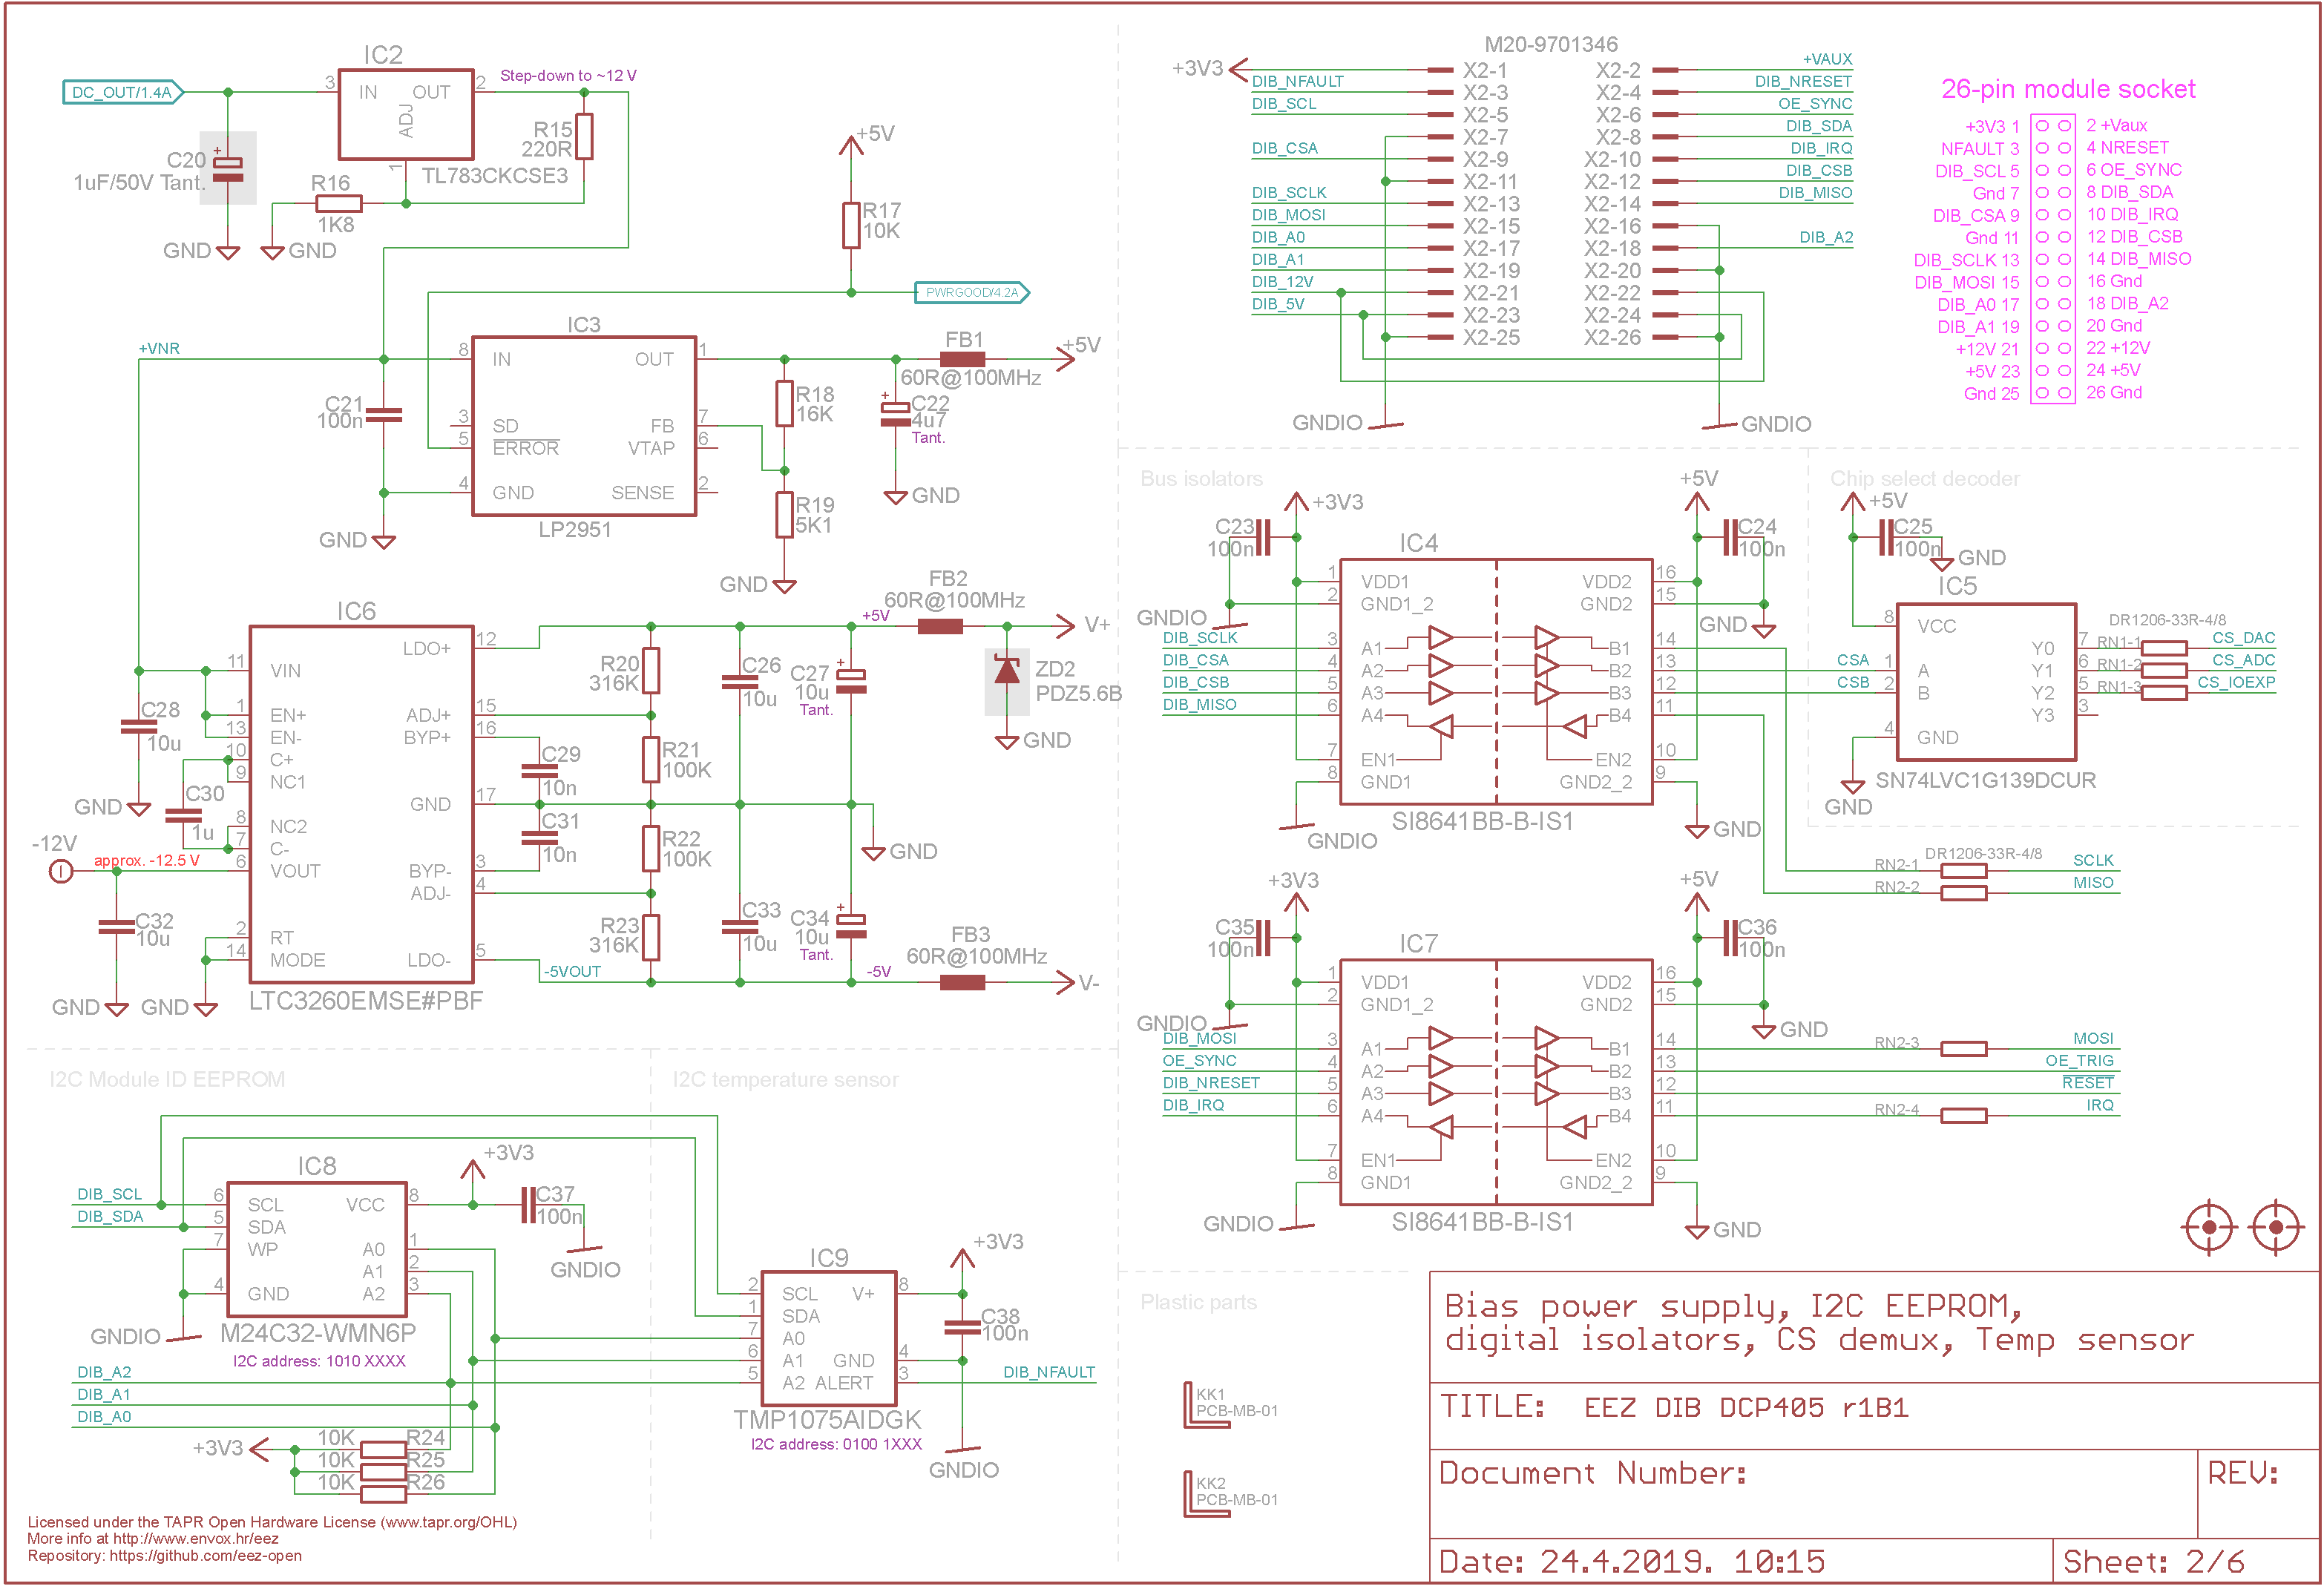 IC2
DC_OUT/1.4A
3
IN
OUT
ADJ
2
1
Step-down to ~12 V
R15
220R
TL783CKCSE3
C20
+
1uF/50V Tant.
R16
1K8
GND
GND
+5V
R17
10K
PWRGOOD/4.2A
+VNR
IC3
8
IN
OUT
1
3
SD
FB
7
5
ERROR
VTAP
6
4
GND
SENSE
2
LP2951
C21
100n
GND
FB1
60R@100MHz
+5V
R18
16K
+
C22
4u7
Tant.
GND
R19
5K1
GND
IC6
11
VIN
LDO+
12
1
EN+
ADJ+
15
13
EN-
BYP+
16
10
C+
9
NC1
GND
17
8
NC2
7
C-
BYP-
3
6
VOUT
ADJ-
4
2
RT
14
MODE
LDO-
5
LTC3260EMSE#PBF
C28
10u
GND
C30
1u
-12V
approx. -12.5 V
C32
10u
GND
GND
R20
316K
R21
100K
R22
100K
R23
316K
C29
10n
C31
10n
C26
10u
C27
+
10u
Tant.
C33
10u
C34
+
10u
Tant.
GND
+5V
FB2
60R@100MHz
V+
ZD2
PDZ5.6B
GND
-5VOUT
-5V
FB3
60R@100MHz
V-
I2C Module ID EEPROM
I2C temperature sensor
DIB_SCL
DIB_SDA
IC8
6
SCL
VCC
8
5
SDA
7
WP
A0
1
A1
2
4
GND
A2
3
M24C32-WMN6P
I2C address: 1010 XXXX
GNDIO
+3V3
C37
100n
GNDIO
DIB_A2
DIB_A1
DIB_A0
+3V3
10K
R24
10K
R25
10K
R26
IC9
2
SCL
V+
8
1
SDA
7
A0
6
A1
GND
4
5
A2
ALERT
3
TMP1075AIDGK
I2C address: 0100 1XXX
+3V3
C38
100n
DIB_NFAULT
GNDIO
Licensed under the TAPR Open Hardware License (www.tapr.org/OHL)
More info at http://www.envox.hr/eez
Repository: https://github.com/eez-open
M20-9701346
+3V3
X2-1
X2-2
+VAUX
DIB_NFAULT
X2-3
X2-4
DIB_NRESET
DIB_SCL
X2-5
X2-6
OE_SYNC
X2-7
X2-8
DIB_SDA
DIB_CSA
X2-9
X2-10
DIB_IRQ
X2-11
X2-12
DIB_CSB
DIB_SCLK
X2-13
X2-14
DIB_MISO
DIB_MOSI
X2-15
X2-16
DIB_A0
X2-17
X2-18
DIB_A2
DIB_A1
X2-19
X2-20
DIB_12V
X2-21
X2-22
DIB_5V
X2-23
X2-24
X2-25
X2-26
GNDIO
GNDIO
26-pin module socket
+3V3 1
2 +Vaux
NFAULT 3
4 NRESET
DIB_SCL 5
6 OE_SYNC
Gnd 7
8 DIB_SDA
DIB_CSA 9
10 DIB_IRQ
Gnd 11
12 DIB_CSB
DIB_SCLK 13
14 DIB_MISO
DIB_MOSI 15
16 Gnd
DIB_A0 17
18 DIB_A2
DIB_A1 19
20 Gnd
+12V 21
22 +12V
+5V 23
24 +5V
Gnd 25
26 Gnd
Bus isolators
+3V3
C23
100n
GNDIO
IC4
+5V
C24
100n
GND
1
VDD1
VDD2
16
2
GND1_2
GND2
15
DIB_SCLK
3
A1
B1
14
DIB_CSA
4
A2
B2
13
DIB_CSB
5
A3
B3
12
DIB_MISO
6
A4
B4
11
7
EN1
EN2
10
8
GND1
GND2_2
9
SI8641BB-B-IS1
GNDIO
GND
Chip select decoder
+5V
C25
100n
GND
IC5
8
VCC
CSA
1
A
CSB
2
B
4
GND
Y0
7
Y1
6
Y2
5
Y3
3
SN74LVC1G139DCUR
GND
DR1206-33R-4/8
RN1-1
CS_DAC
RN1-2
CS_ADC
RN1-3
CS_IOEXP
DR1206-33R-4/8
RN2-1
SCLK
RN2-2
MISO
+3V3
C35
100n
GNDIO
IC7
+5V
C36
100n
GND
1
VDD1
VDD2
16
2
GND1_2
GND2
15
DIB_MOSI
3
A1
B1
14
RN2-3
MOSI
OE_SYNC
4
A2
B2
13
OE_TRIG
DIB_NRESET
5
A3
B3
12
RESET
DIB_IRQ
6
A4
B4
11
RN2-4
IRQ
7
EN1
EN2
10
8
GND1
GND2_2
9
SI8641BB-B-IS1
GNDIO
GND
Plastic parts
KK1
PCB-MB-01
KK2
PCB-MB-01
Bias power supply, I2C EEPROM,
digital isolators, CS demux, Temp sensor
TITLE: EEZ DIB DCP405 r1B1
Document Number:
REV:
Date: 24.4.2019. 10:15
Sheet: 2/6